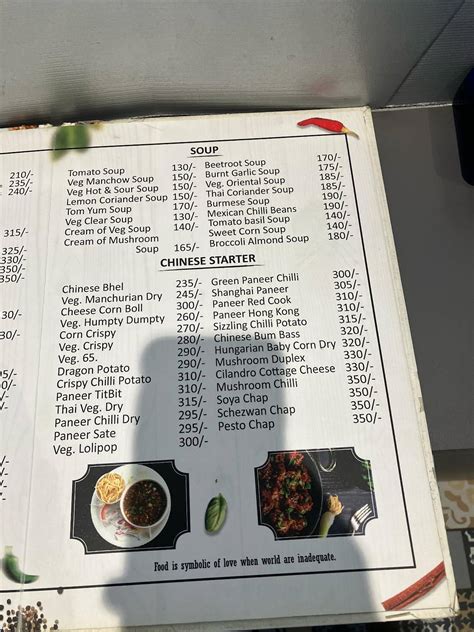 210/-
235/-
240/-
315/-
325/-
330/-
350/-
350/-
SOUP
Tomato Soup 130/-
Veg Manchow Soup 150/-
Veg Hot & Sour Soup 150/-
Lemon Coriander Soup 150/-
Tom Yum Soup 170/-
Veg Clear Soup 130/-
Cream of Veg Soup 145/-
Cream of Mushroom
Soup 165/-
Beetroot Soup 170/-
Burnt Garlic Soup 175/-
Veg. Oriental Soup 185/-
Thai Coriander Soup 185/-
Burmese Soup 190/-
Mexican Chilli Beans 190/-
Tomato basil Soup 140/-
Sweet Corn Soup 140/-
Broccoli Almond Soup 180/-
CHINESE STARTER
Chinese Bhel 235/-
Veg. Manchurian Dry 245/-
Cheese Corn Boll 300/-
Veg. Humpty Dumpty 260/-
Corn Crispy 270/-
Veg. Crispy 280/-
Veg. 65. 290/-
Dragon Potato 290/-
Crispy Chilli Potato 310/-
Paneer TitBit 310/-
Thai Veg. Dry 315/-
Paneer Chilli Dry 295/-
Paneer Sate 295/-
Veg. Lolipop 300/-
Green Paneer Chilli 300/-
Shanghai Paneer 305/-
Paneer Red Cook 310/-
Paneer Hong Kong 310/-
Sizzling Chilli Potato 315/-
Chinese Bum Bass 320/-
Hungarian Baby Corn Dry 320/-
Mushroom Duplex 330/-
Cilandro Cottage Cheese 330/-
Mushroom Chilli 350/-
Soya Chap 350/-
Schezwan Chap 350/-
Pesto Chap 350/-
Food is symbolic of love when world are inadequate.